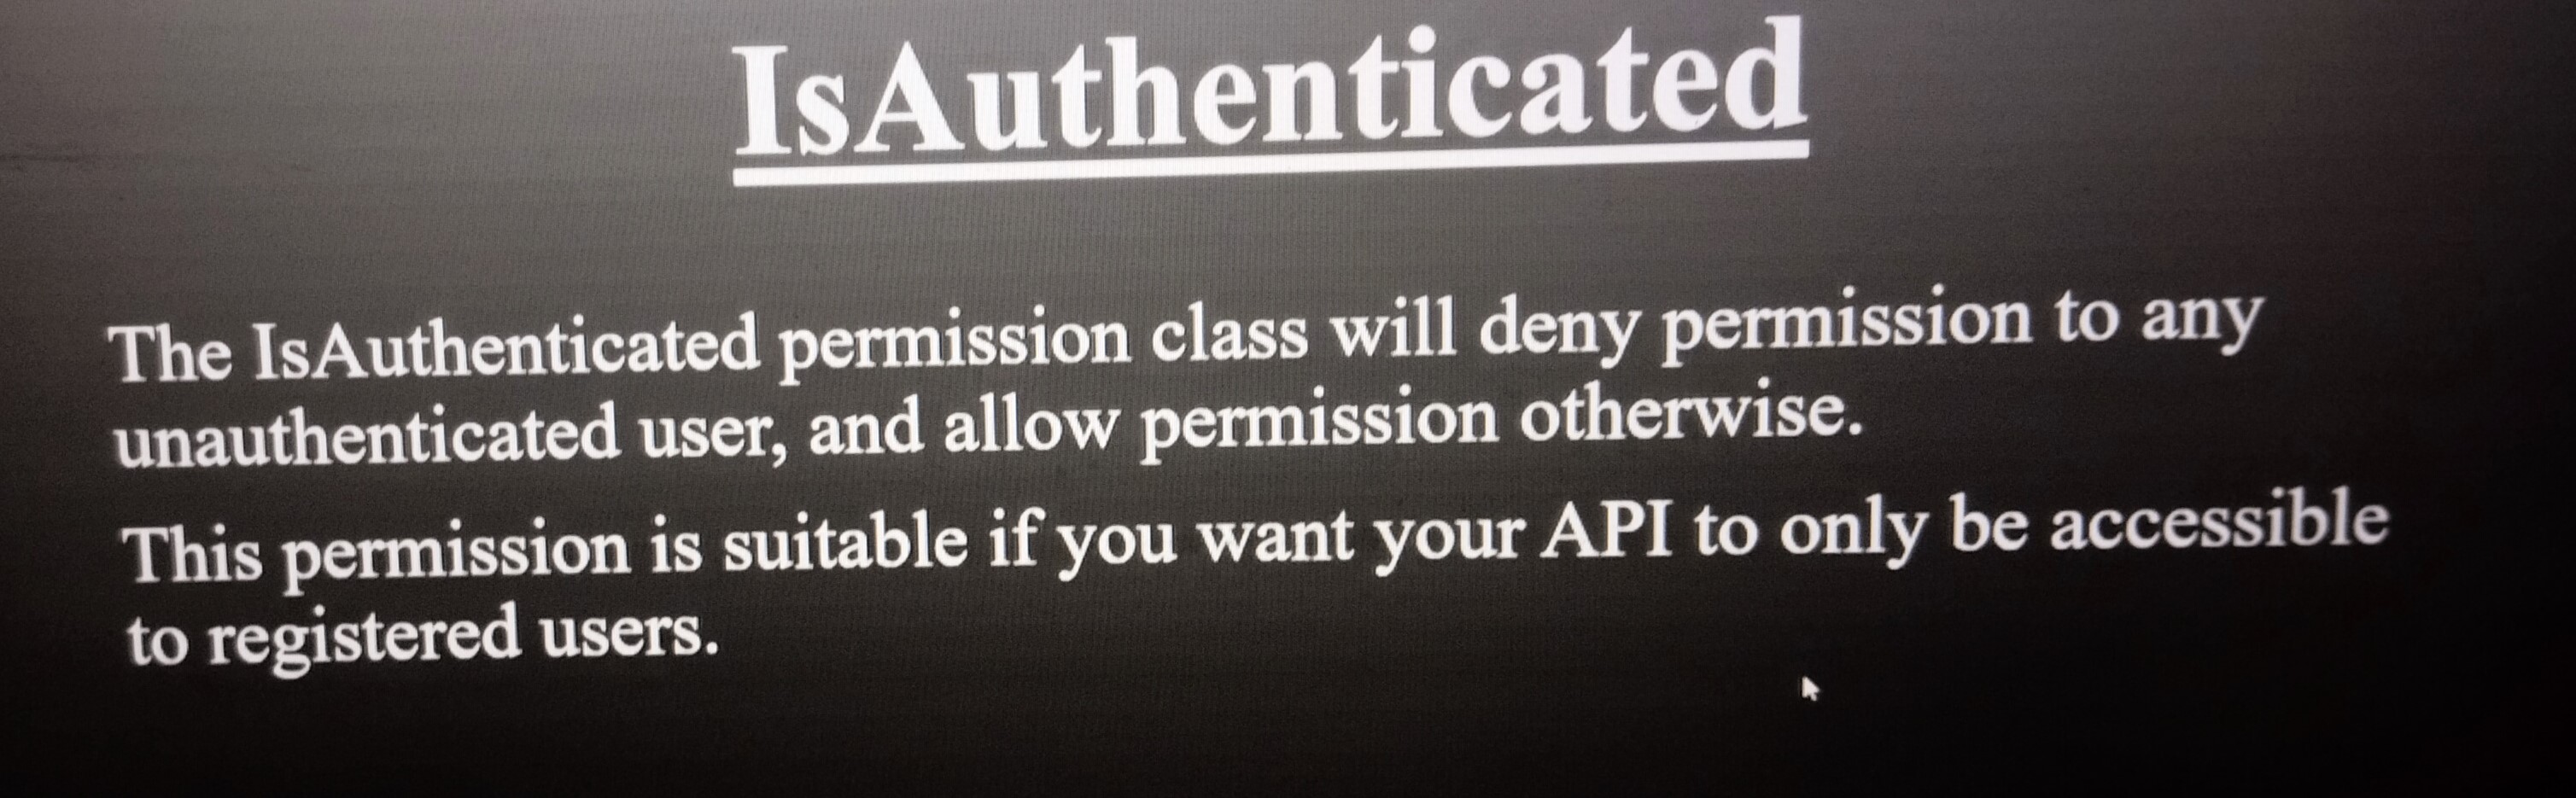 IsAuthenticated
The IsAuthenticated permission class will deny permission to any
unauthenticated user, and allow permission otherwise.
This permission is suitable if you want your API to only be accessible
to registered users.